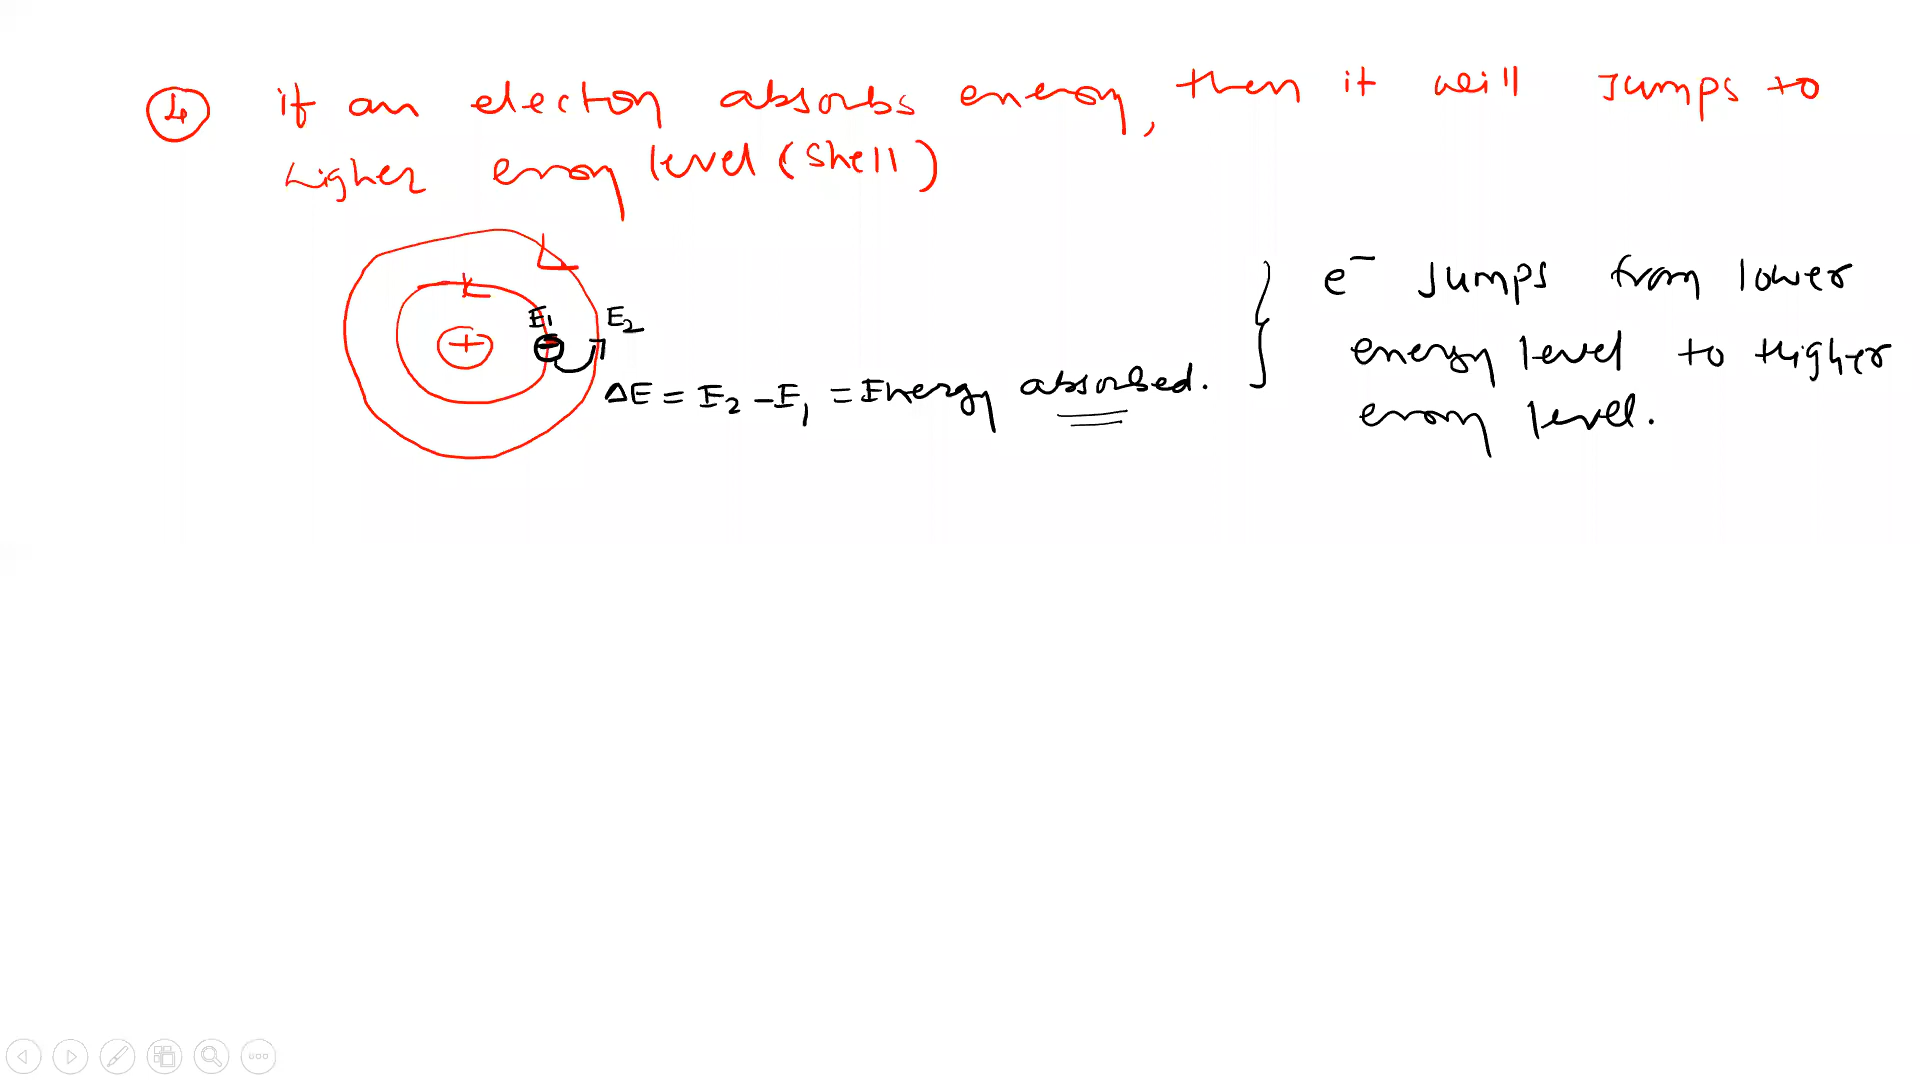 4 if an electron absorbs energy, then it will Jumps to
higher energy level (shell)
L
K
E1 E2
+ −
ΔE = E2 - E1 = Energy absorbed.
e⁻ Jumps from lower
energy level to Higher
energy level.